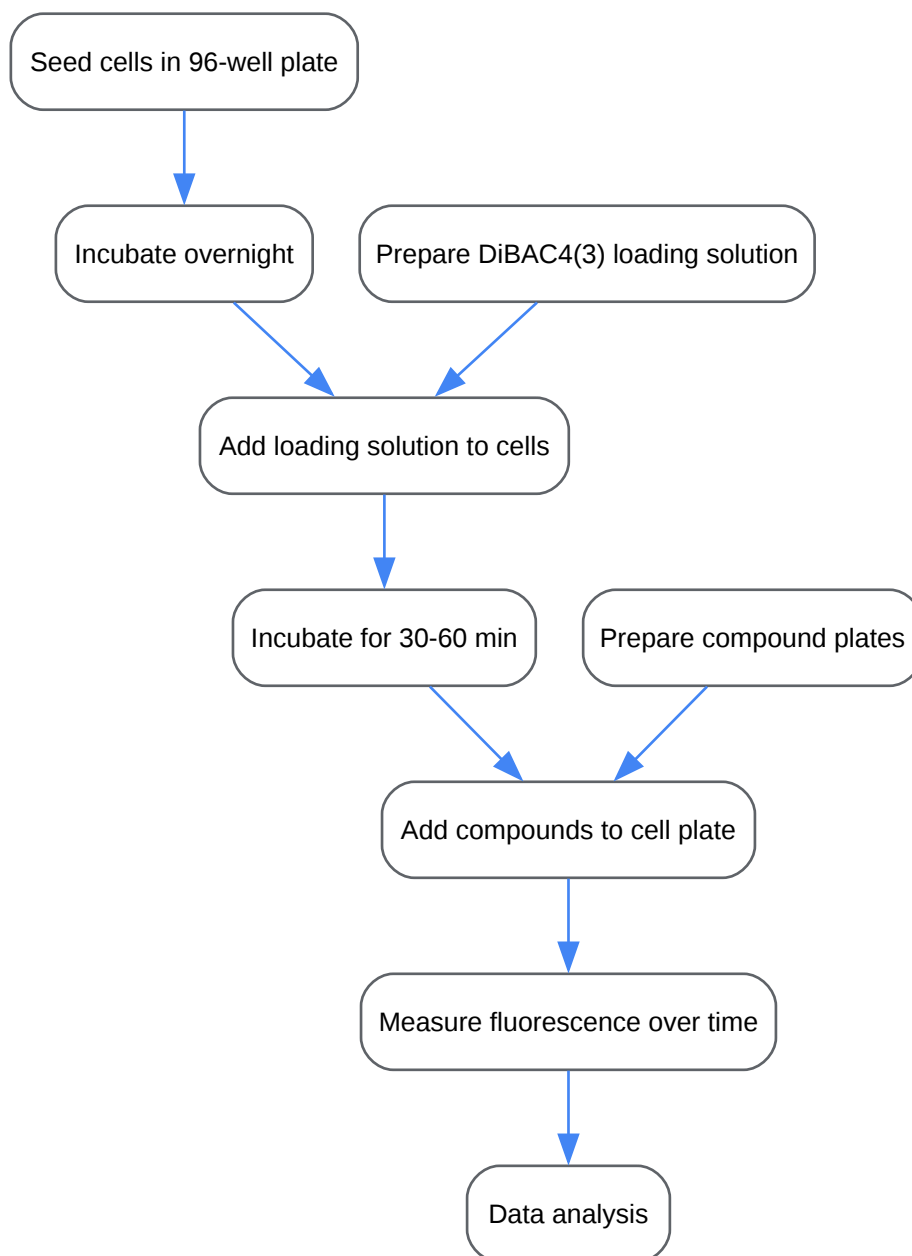 Seed cells in 96-well plate
Incubate overnight
Prepare DiBAC4(3) loading solution
Add loading solution to cells
Incubate for 30-60 min
Prepare compound plates
Add compounds to cell plate
Measure fluorescence over time
Data analysis